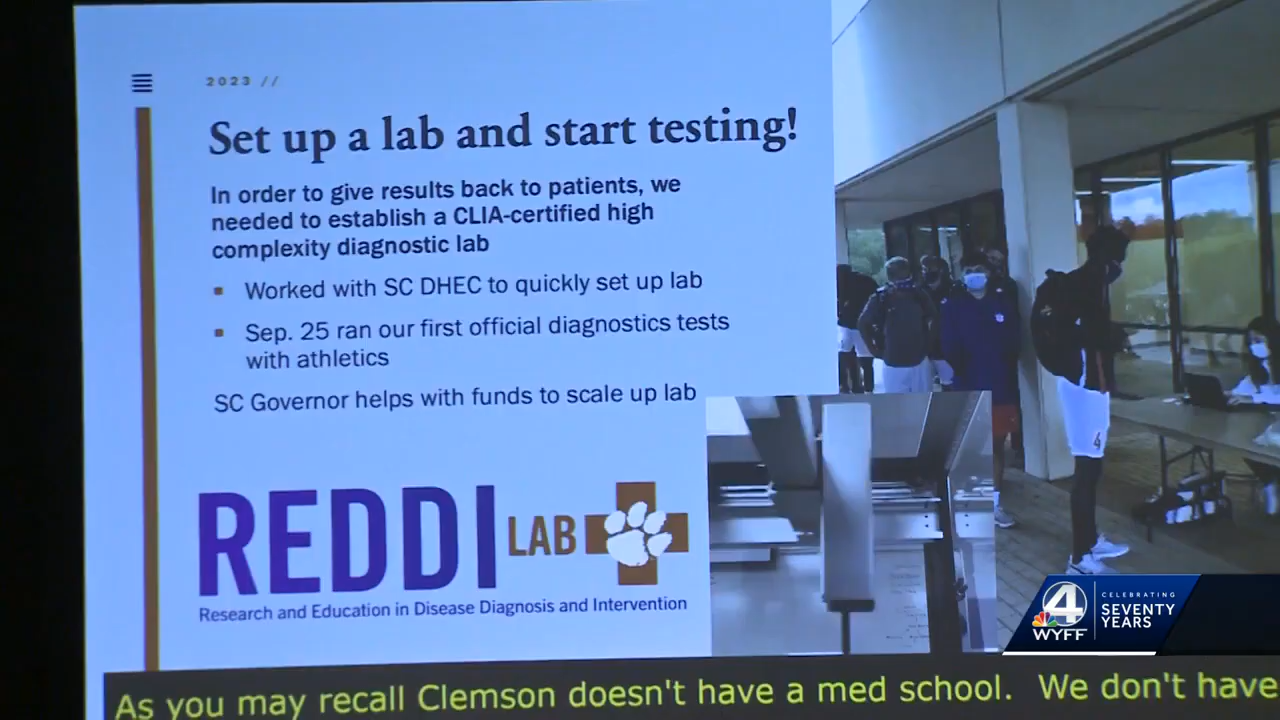 2023 //
Set up a lab and start testing!
In order to give results back to patients, we
needed to establish a CLIA-certified high
complexity diagnostic lab
Worked with SC DHEC to quickly set up lab
Sep. 25 ran our first official diagnostics tests
with athletics
SC Governor helps with funds to scale up lab
REDDI LAB
Research and Education in Disease Diagnosis and Intervention
4
4
WYFF
CELEBRATING
SEVENTY
YEARS
As you may recall Clemson doesn't have a med school. We don't have